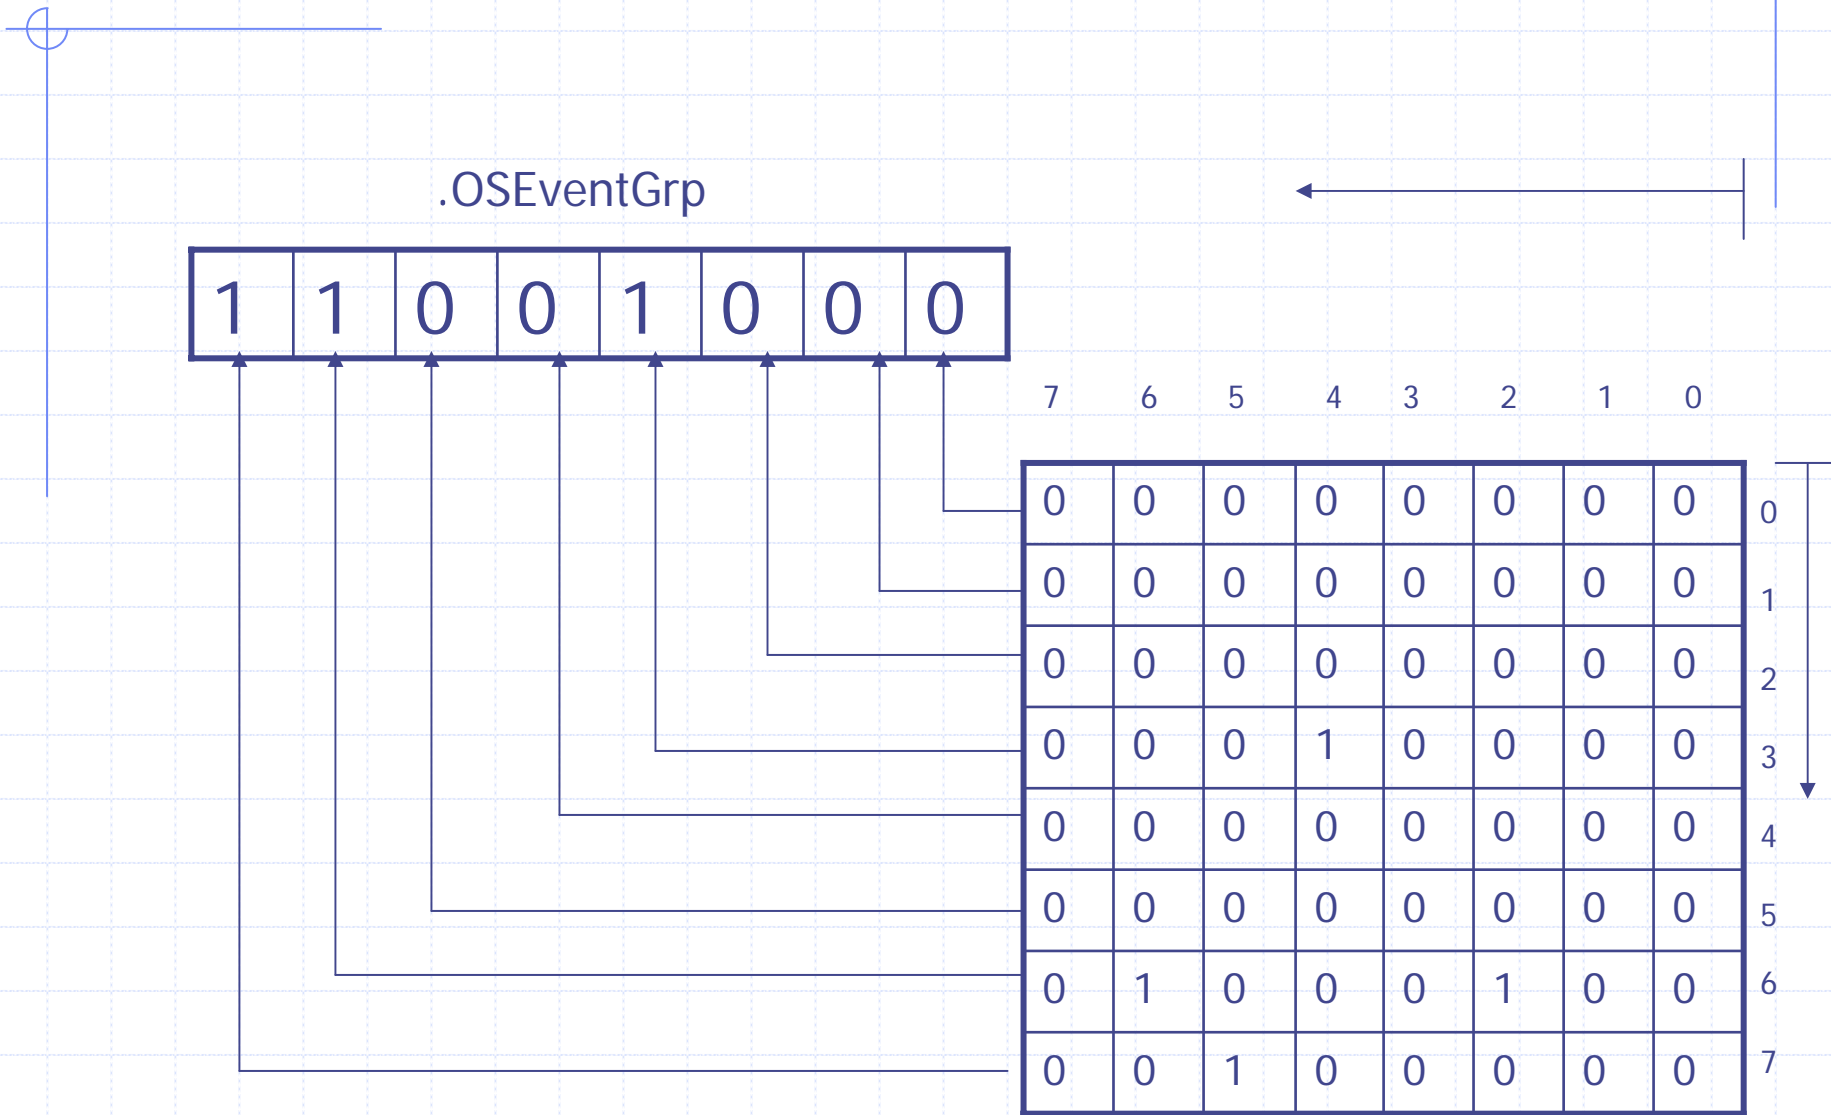 .OSEventGrp
1 1 0 0 1 0 0 0
7 6 5 4 3 2 1 0
0 0 0 0 0 0 0 0 0
0 0 0 0 0 0 0 0 1
0 0 0 0 0 0 0 0 2
0 0 0 1 0 0 0 0 3
0 0 0 0 0 0 0 0 4
0 0 0 0 0 0 0 0 5
0 1 0 0 0 1 0 0 6
0 0 1 0 0 0 0 0 7